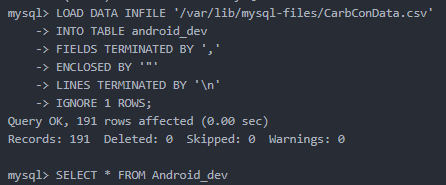 mysql> LOAD DATA INFILE '/var/lib/mysql-files/CarbConData.csv'
    -> INTO TABLE android_dev
    -> FIELDS TERMINATED BY ','
    -> ENCLOSED BY '"'
    -> LINES TERMINATED BY '\n'
    -> IGNORE 1 ROWS;
Query OK, 191 rows affected (0.00 sec)
Records: 191  Deleted: 0  Skipped: 0  Warnings: 0

mysql> SELECT * FROM Android_dev